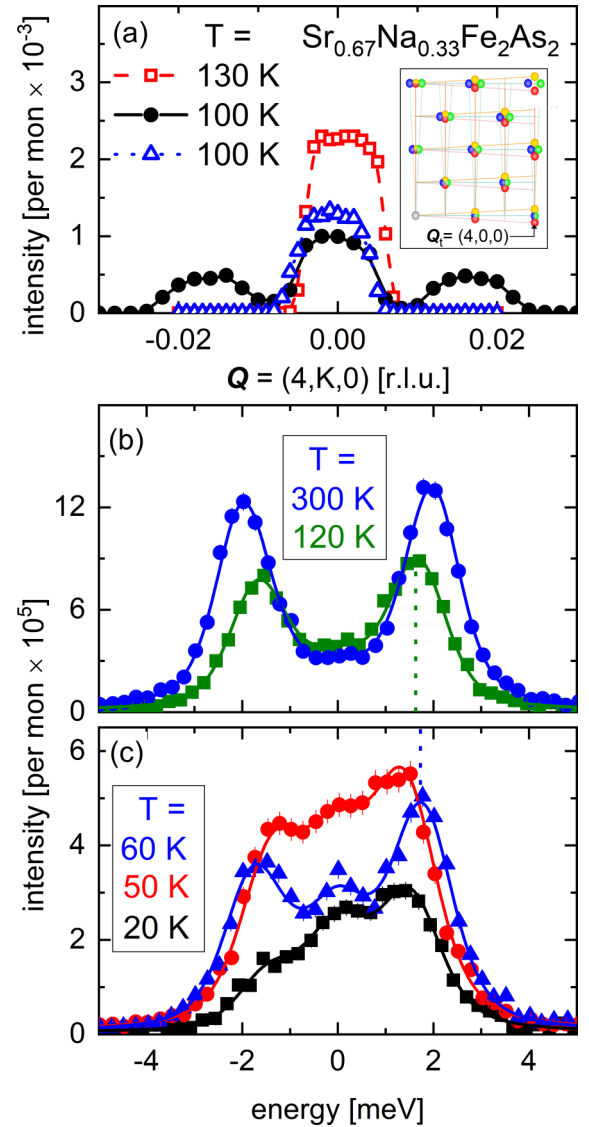 (a) T = Sr0.67Na0.33Fe2As2
130 K
100 K
100 K
Qt= (4,0,0)
3
2
1
0
intensity [per mon × 10-3]
-0.02 0.00 0.02
Q = (4,K,0) [r.l.u.]
(b)
T =
300 K
120 K
12
6
0
intensity [per mon × 105]
(c)
T =
60 K
50 K
20 K
6
3
0
-4 -2 0 2 4
energy [meV]